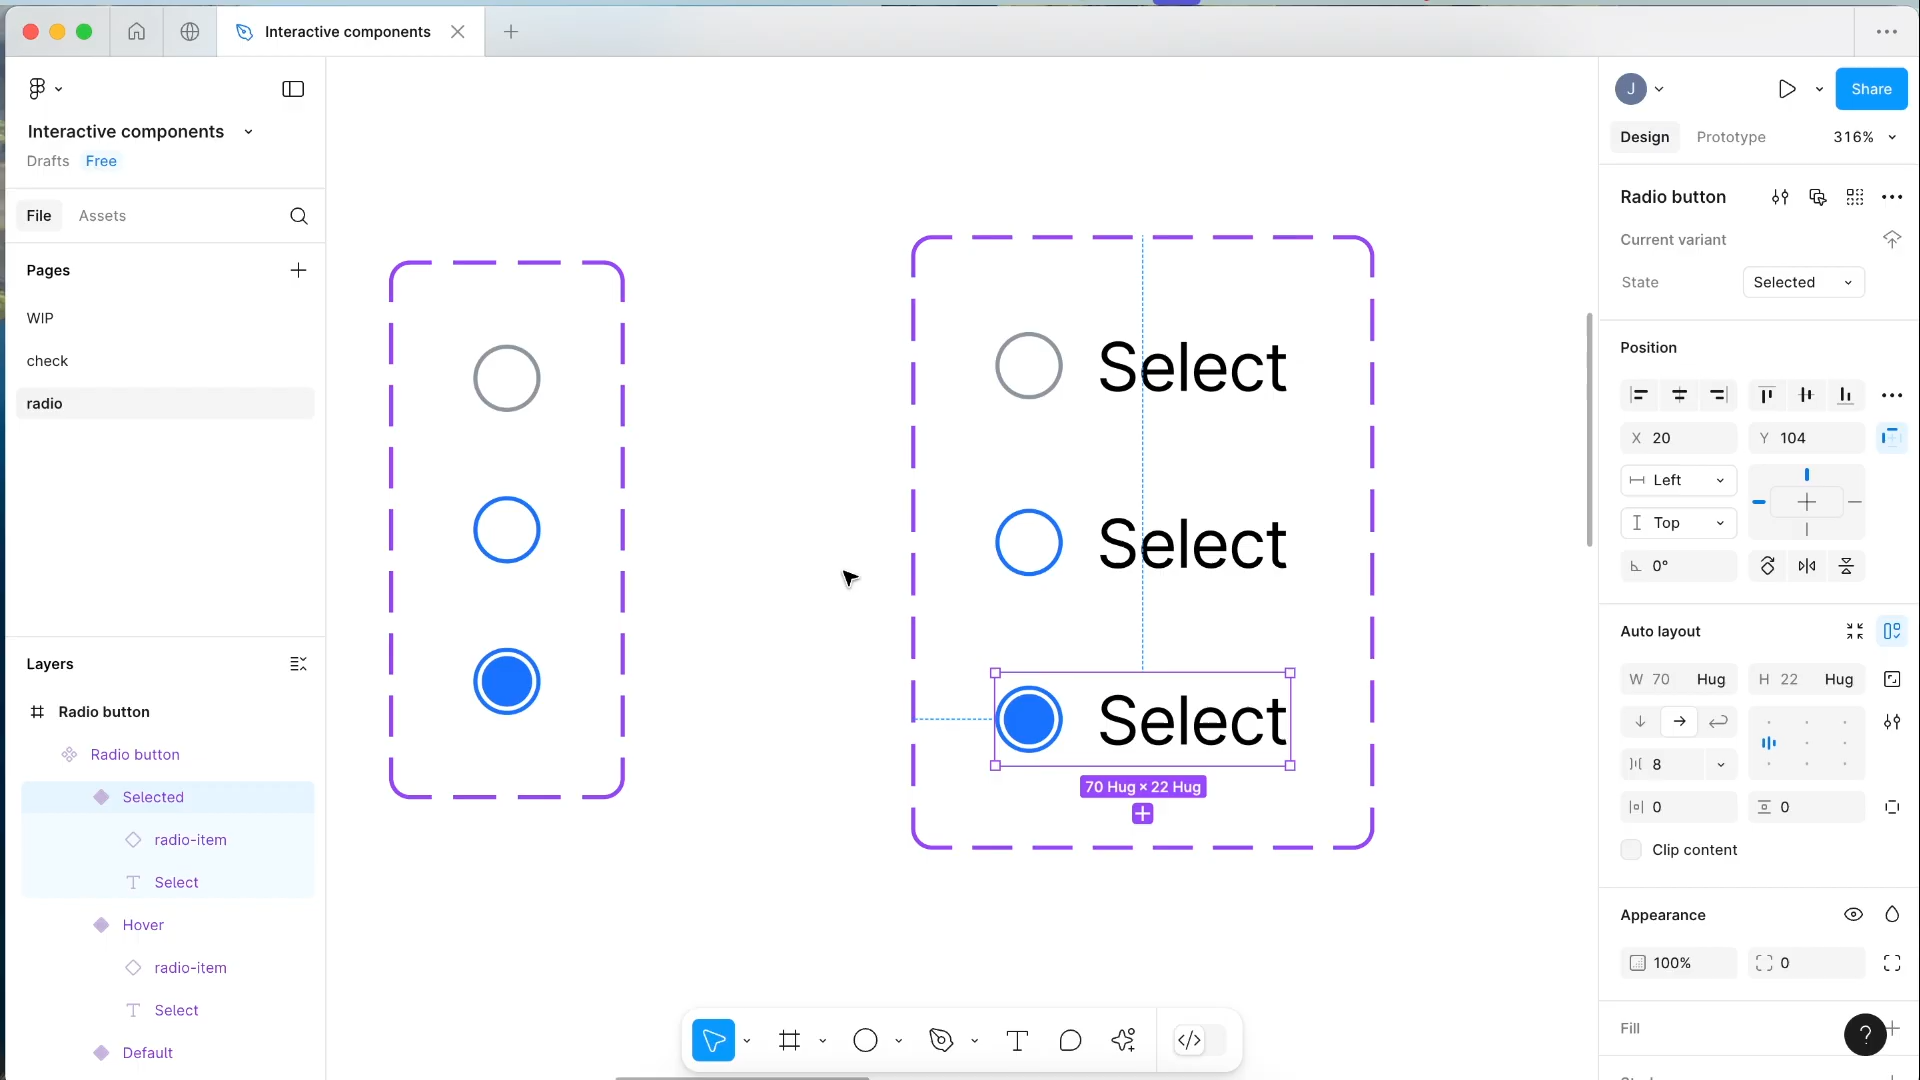 Interactive components
Interactive components
Drafts Free
File Assets
Pages
WIP
check
radio
Layers
Radio button
Radio button
Selected
radio-item
Select
Hover
radio-item
Select
Default
Select
Select
Select
70 Hug × 22 Hug
J
Share
Design Prototype 316%
Radio button
Current variant
State Selected
Position
X 20 Y 104
Left
Top
0°
Auto layout
W 70 Hug H 22 Hug
8
0 0
Clip content
Appearance
100% 0
Fill
?